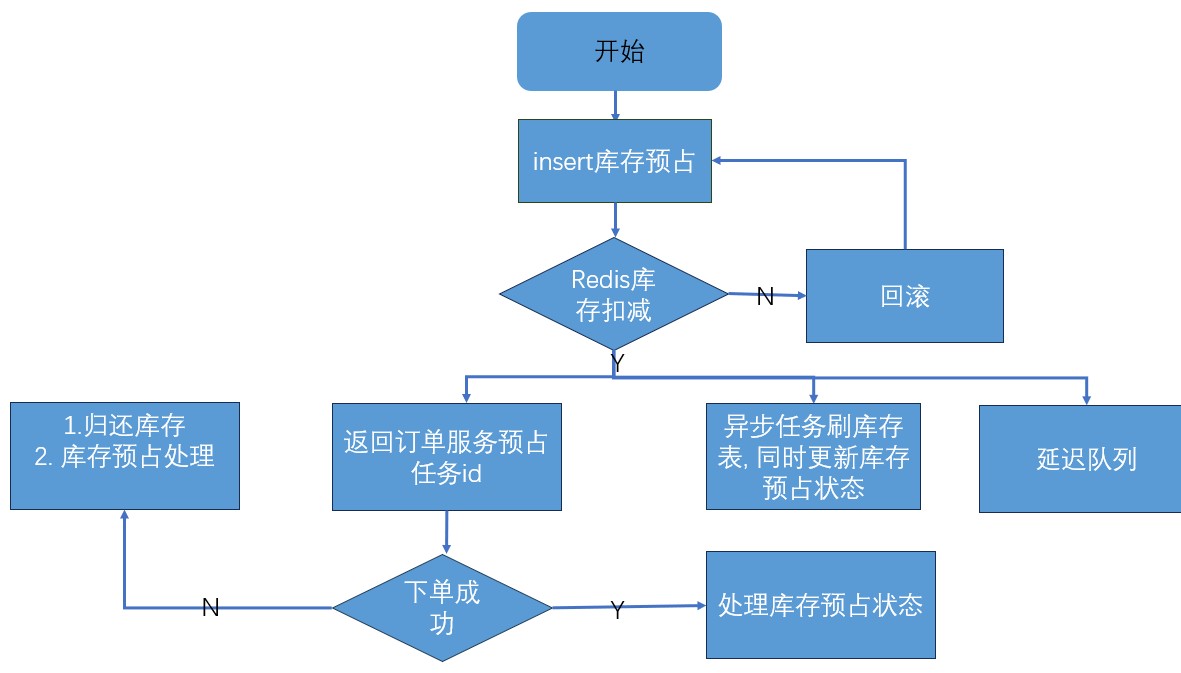 开始
insert库存预占
Redis库
存扣减
N
回滚
Y
1.归还库存
2. 库存预占处理
返回订单服务预占
任务id
异步任务刷库存
表, 同时更新库存
预占状态
延迟队列
下单成
功
N
Y
处理库存预占状态